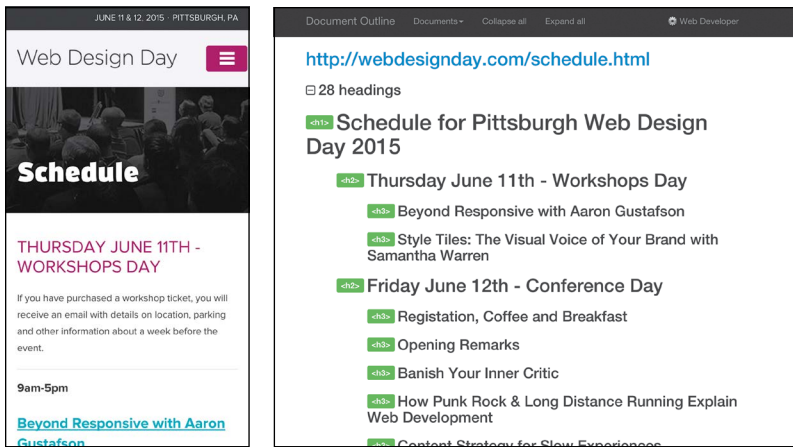 JUNE 11 & 12, 2015 · PITTSBURGH, PA
Web Design Day
Schedule
THURSDAY JUNE 11TH -
WORKSHOPS DAY
If you have purchased a workshop ticket, you will
receive an email with details on location, parking
and other information about a week before the
event.
9am-5pm
Beyond Responsive with Aaron
Gustafson
Document Outline Documents Collapse all Expand all Web Developer
http://webdesignday.com/schedule.html
28 headings
<h1> Schedule for Pittsburgh Web Design
Day 2015
<h2> Thursday June 11th - Workshops Day
<h3> Beyond Responsive with Aaron Gustafson
<h3> Style Tiles: The Visual Voice of Your Brand with
Samantha Warren
<h2> Friday June 12th - Conference Day
<h3> Registation, Coffee and Breakfast
<h3> Opening Remarks
<h3> Banish Your Inner Critic
<h3> How Punk Rock & Long Distance Running Explain
Web Development
<h3> Content Strategy for Slow Experiences